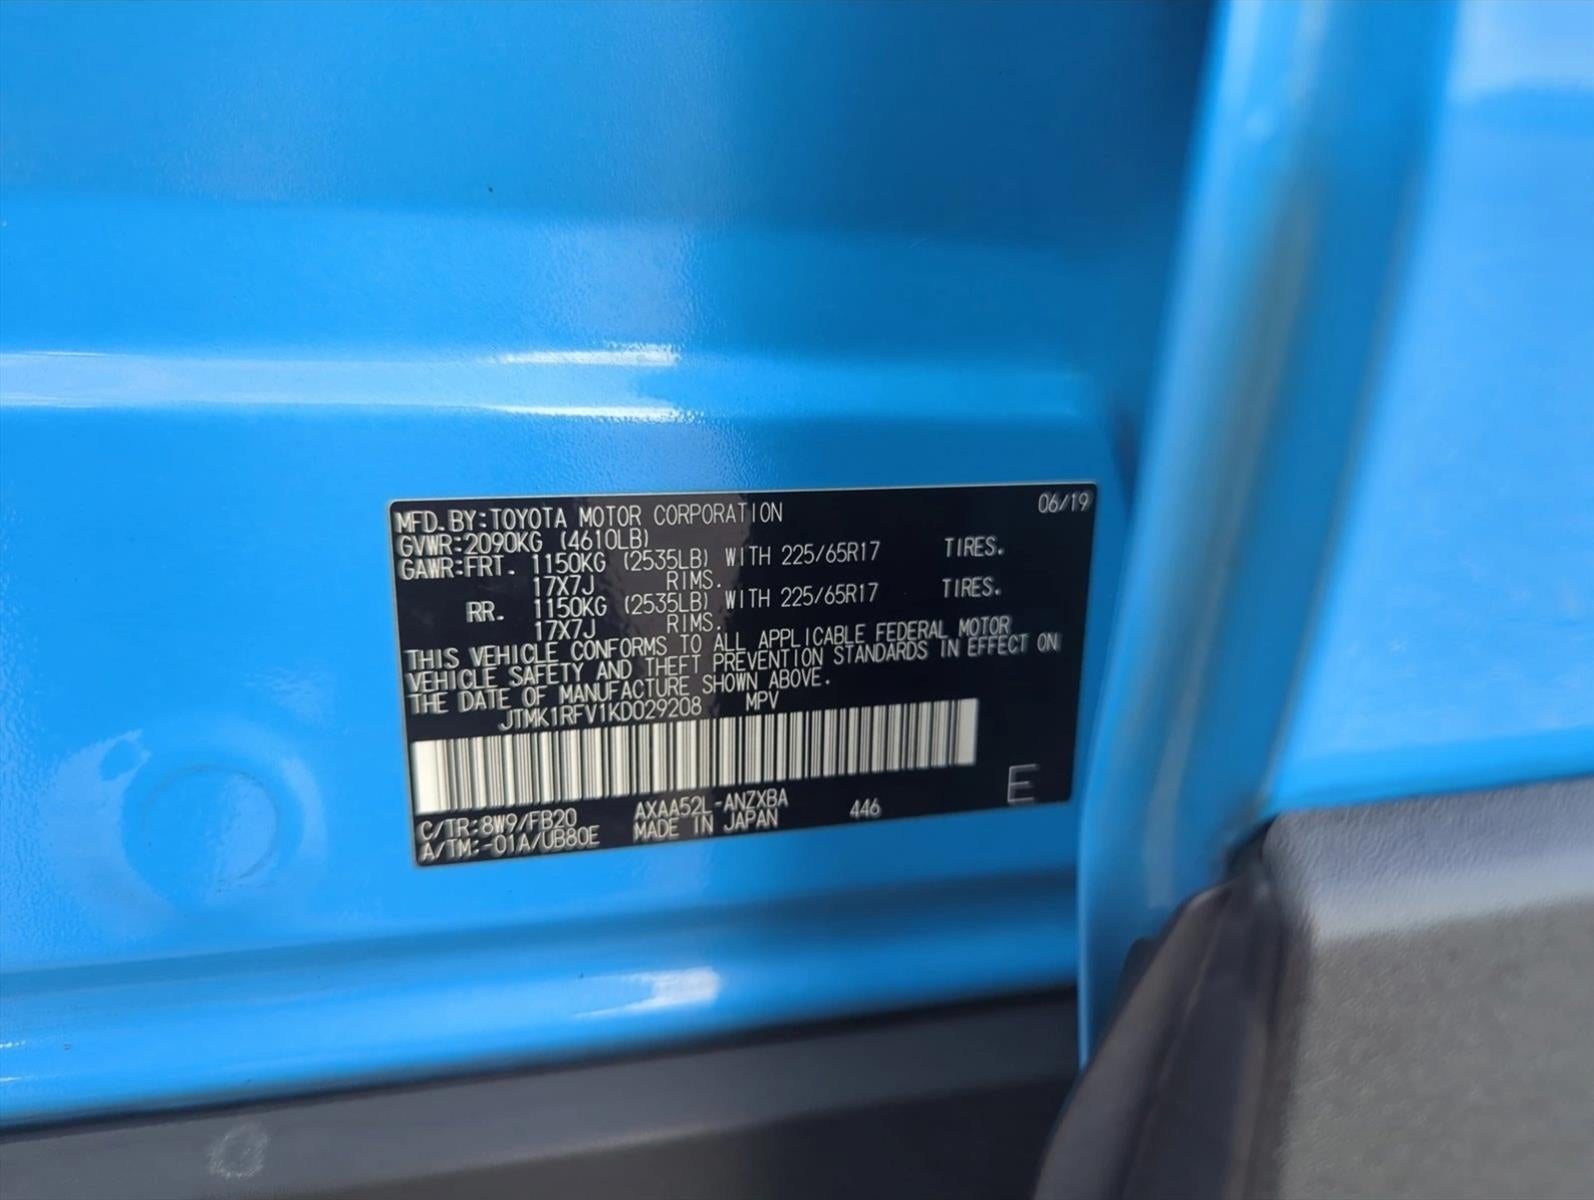 MFD.BY:TOYOTA MOTOR CORPORATION 06/19
GVWR:2090KG (4610LB)
GAWR:FRT. 1150KG (2535LB) WITH 225/65R17 TIRES.
17X7J RIMS.
RR. 1150KG (2535LB) WITH 225/65R17 TIRES.
17X7J RIMS.
THIS VEHICLE CONFORMS TO ALL APPLICABLE FEDERAL MOTOR
VEHICLE SAFETY AND THEFT PREVENTION STANDARDS IN EFFECT ON
THE DATE OF MANUFACTURE SHOWN ABOVE.
JTMK1RFV1KD029208 MPV
C/TR:8W9/FB20 AXAA52L-ANZXBA 446 E
A/TM:-01A/UB80E MADE IN JAPAN